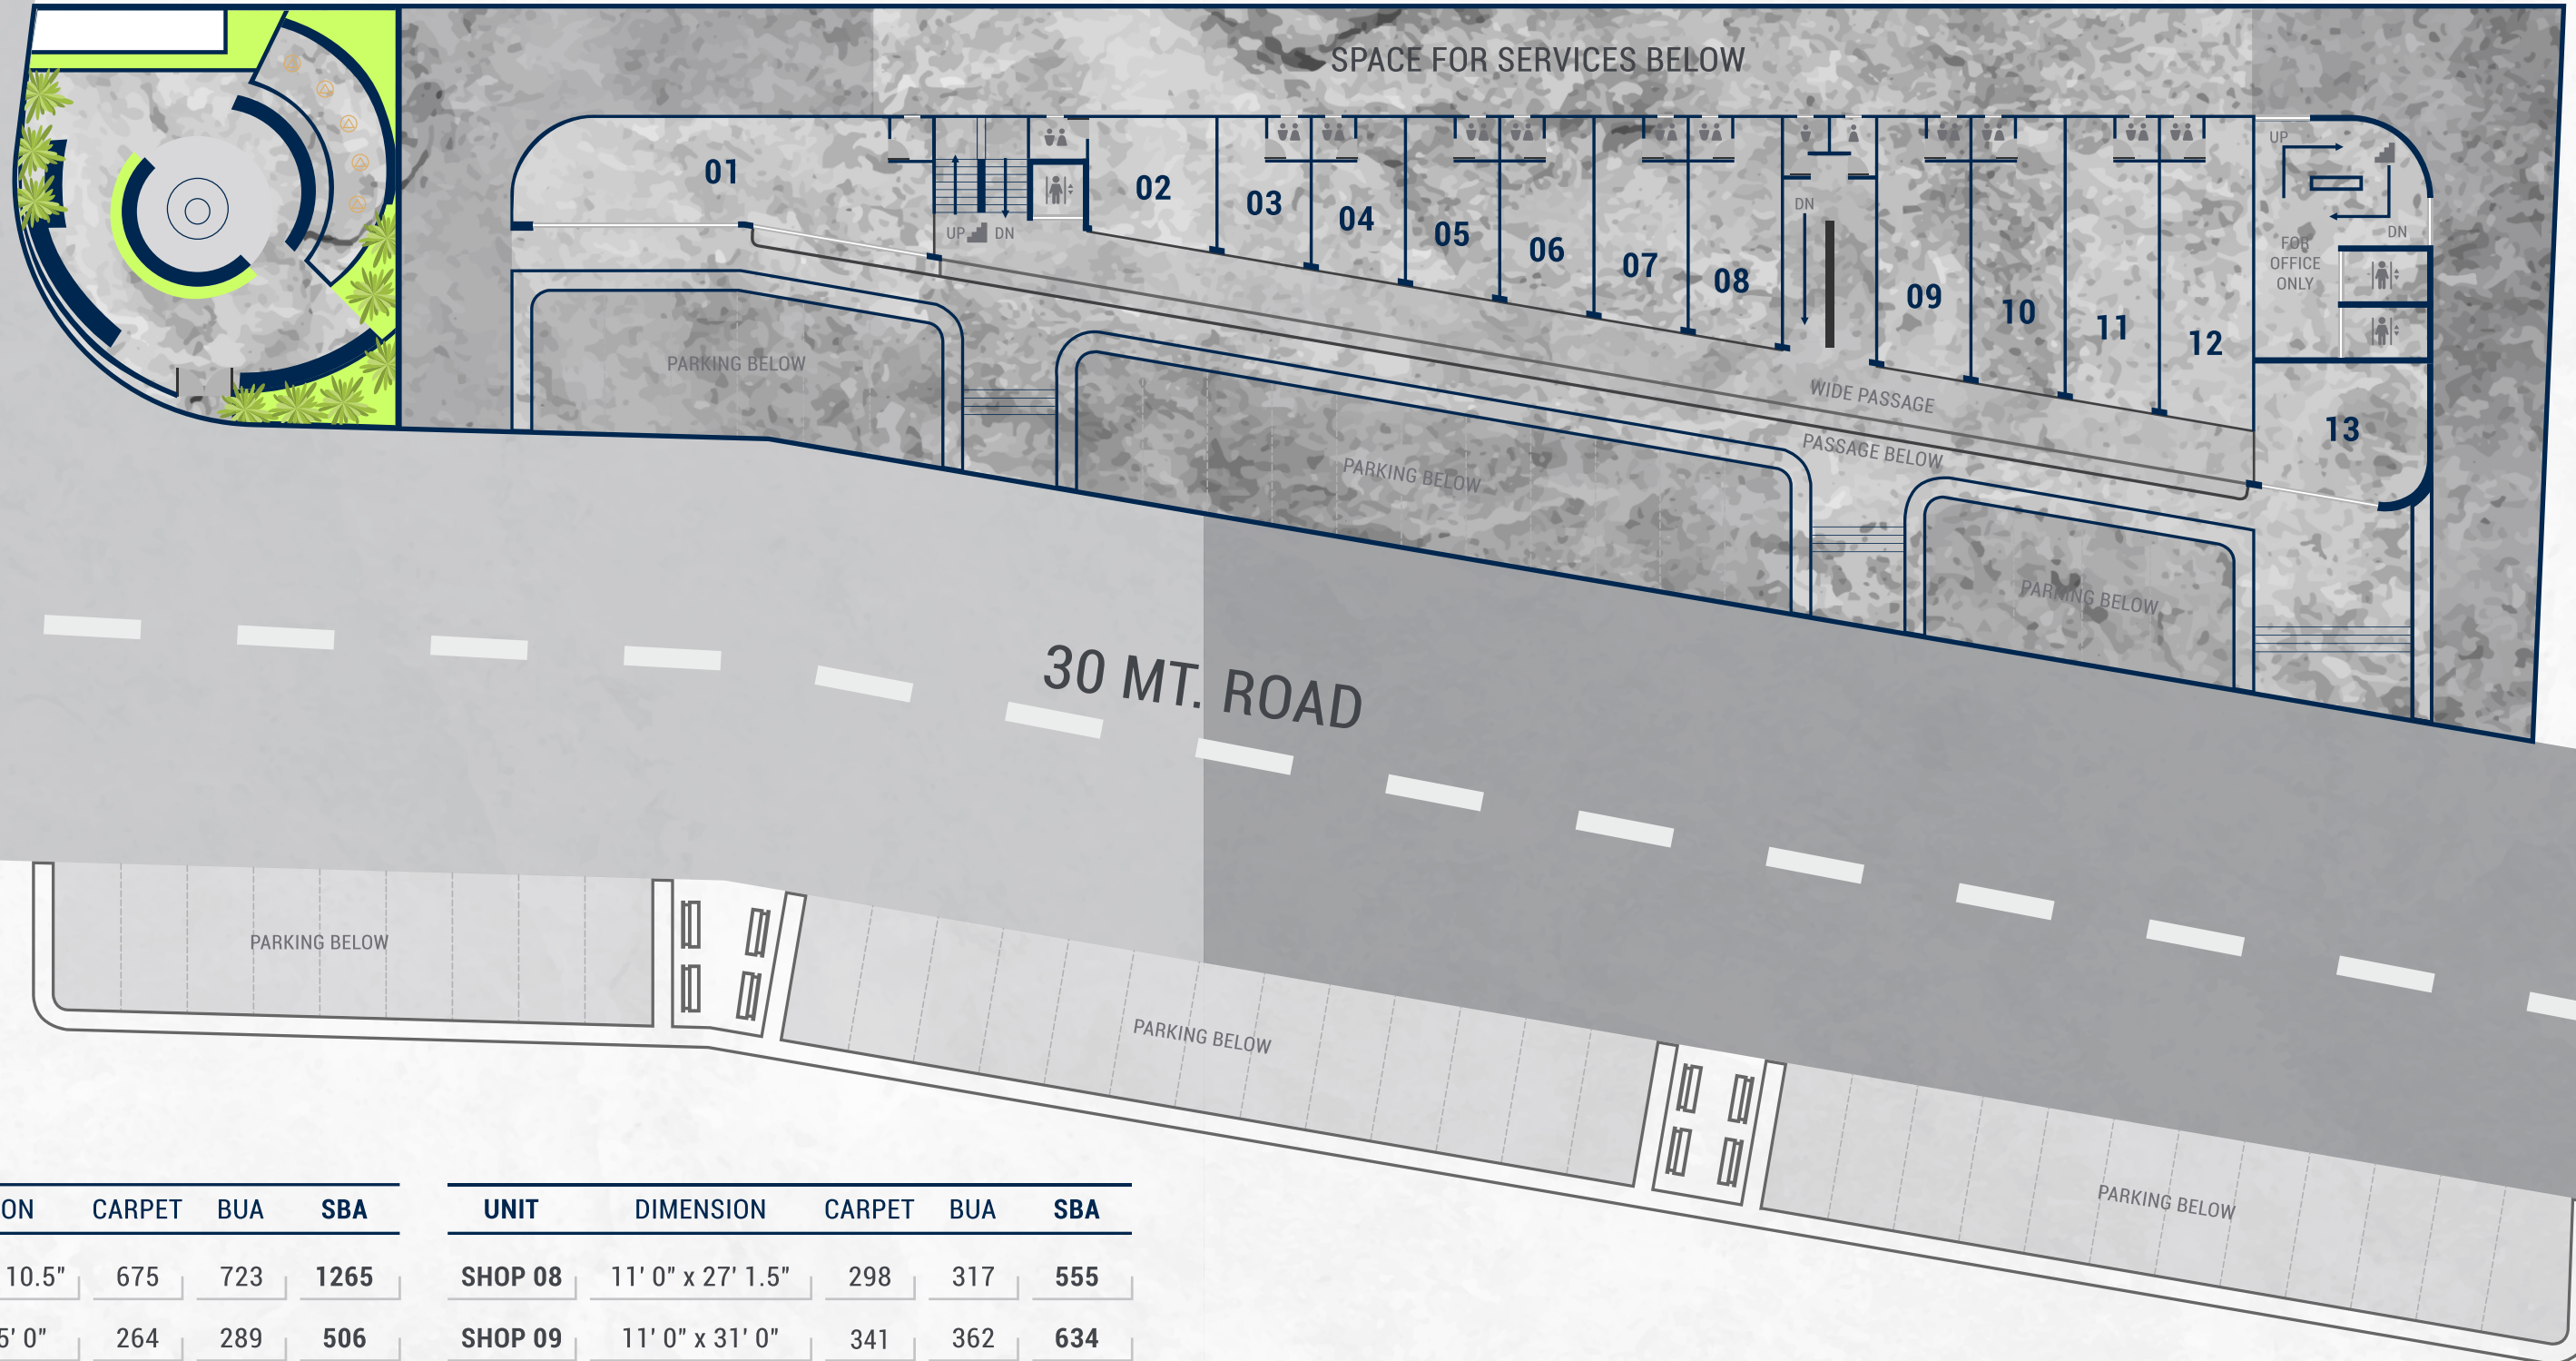 SPACE FOR SERVICES BELOW
01
02
03
04
05
06
07
08
09
10
11
12
13
UP
DN
DN
UP
DN
FOR
OFFICE
ONLY
PARKING BELOW
WIDE PASSAGE
PASSAGE BELOW
PARKING BELOW
PARKING BELOW
30 MT. ROAD
PARKING BELOW
PARKING BELOW
PARKING BELOW
ON CARPET BUA SBA
10.5" 675 723 1265
5' 0" 264 289 506
UNIT DIMENSION CARPET BUA SBA
SHOP 08 11' 0" x 27' 1.5" 298 317 555
SHOP 09 11' 0" x 31' 0" 341 362 634